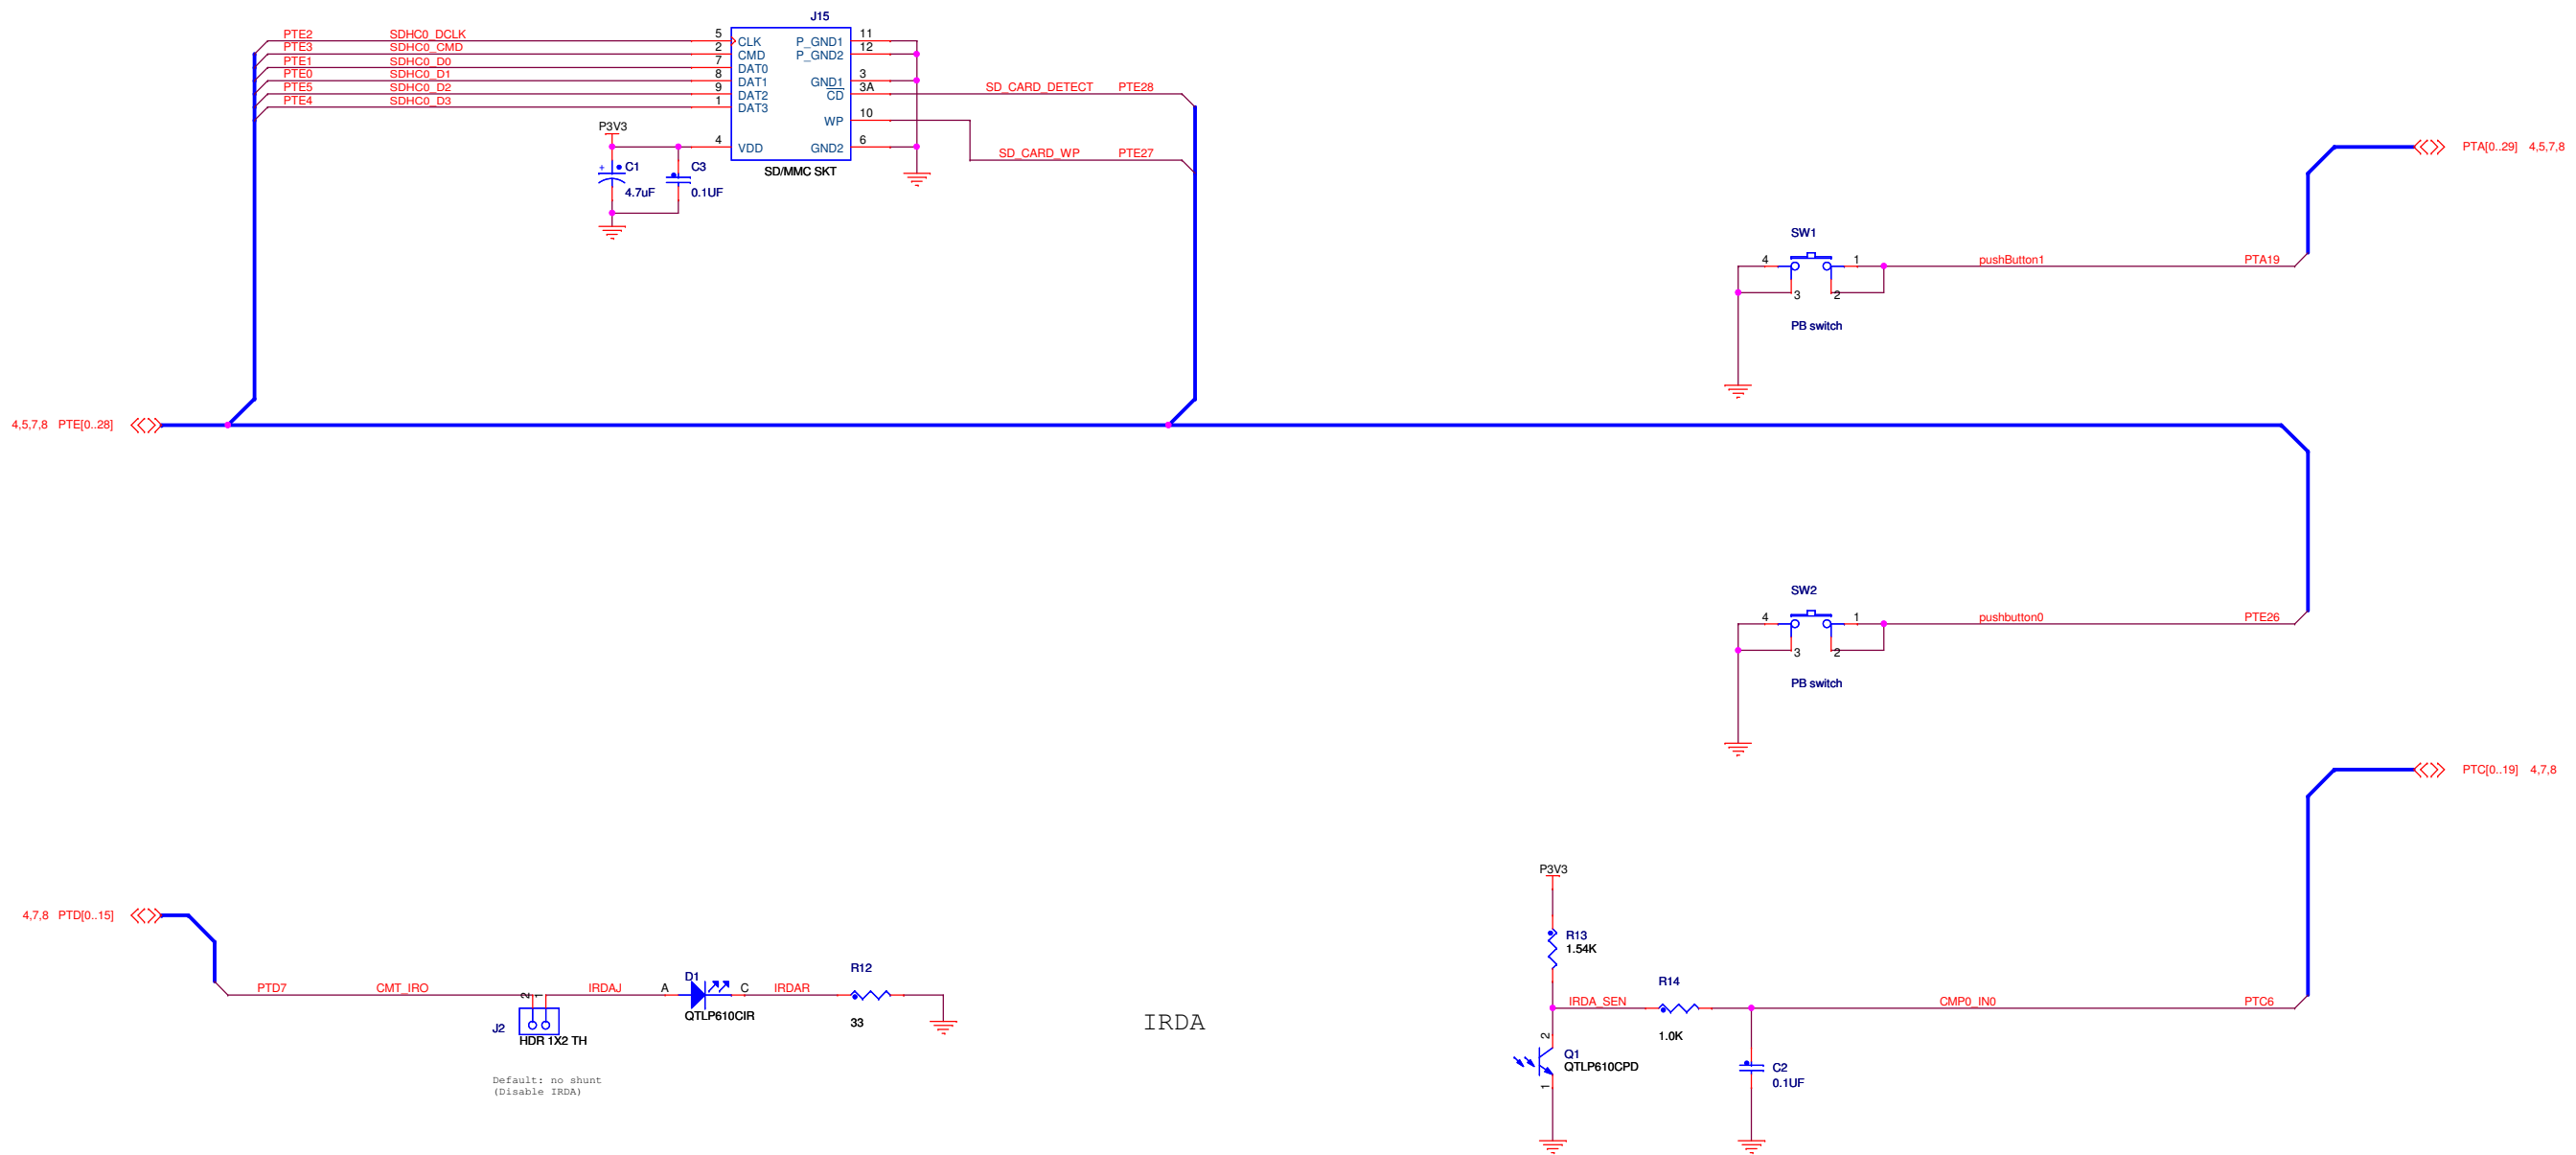 J15
PTE2 SDHC0_DCLK 5 CLK P_GND1 11
PTE3 SDHC0_CMD 2 CMD P_GND2 12
PTE1 SDHC0_D0 7 DAT0
PTE0 SDHC0_D1 8 DAT1 GND1 3
PTE5 SDHC0_D2 9 DAT2 CD 3A SD_CARD_DETECT PTE28
PTE4 SDHC0_D3 1 DAT3
WP 10
P3V3
4 VDD GND2 6
SD_CARD_WP PTE27
SD/MMC SKT
+ C1
4.7uF
C3
0.1UF
PTA[0..29] 4,5,7,8
SW1
4 1 pushButton1 PTA19
3 2
PB switch
4,5,7,8 PTE[0..28]
SW2
4 1 pushbutton0 PTE26
3 2
PB switch
PTC[0..19] 4,7,8
4,7,8 PTD[0..15]
PTD7 CMT_IRO 2 1 IRDAJ A D1 C IRDAR R12
QTLP610CIR
33
J2
HDR 1X2 TH
Default: no shunt
(Disable IRDA)
IRDA
P3V3
R13
1.54K
IRDA_SEN R14 CMP0_IN0 PTC6
1.0K
2
Q1
QTLP610CPD
1
C2
0.1UF